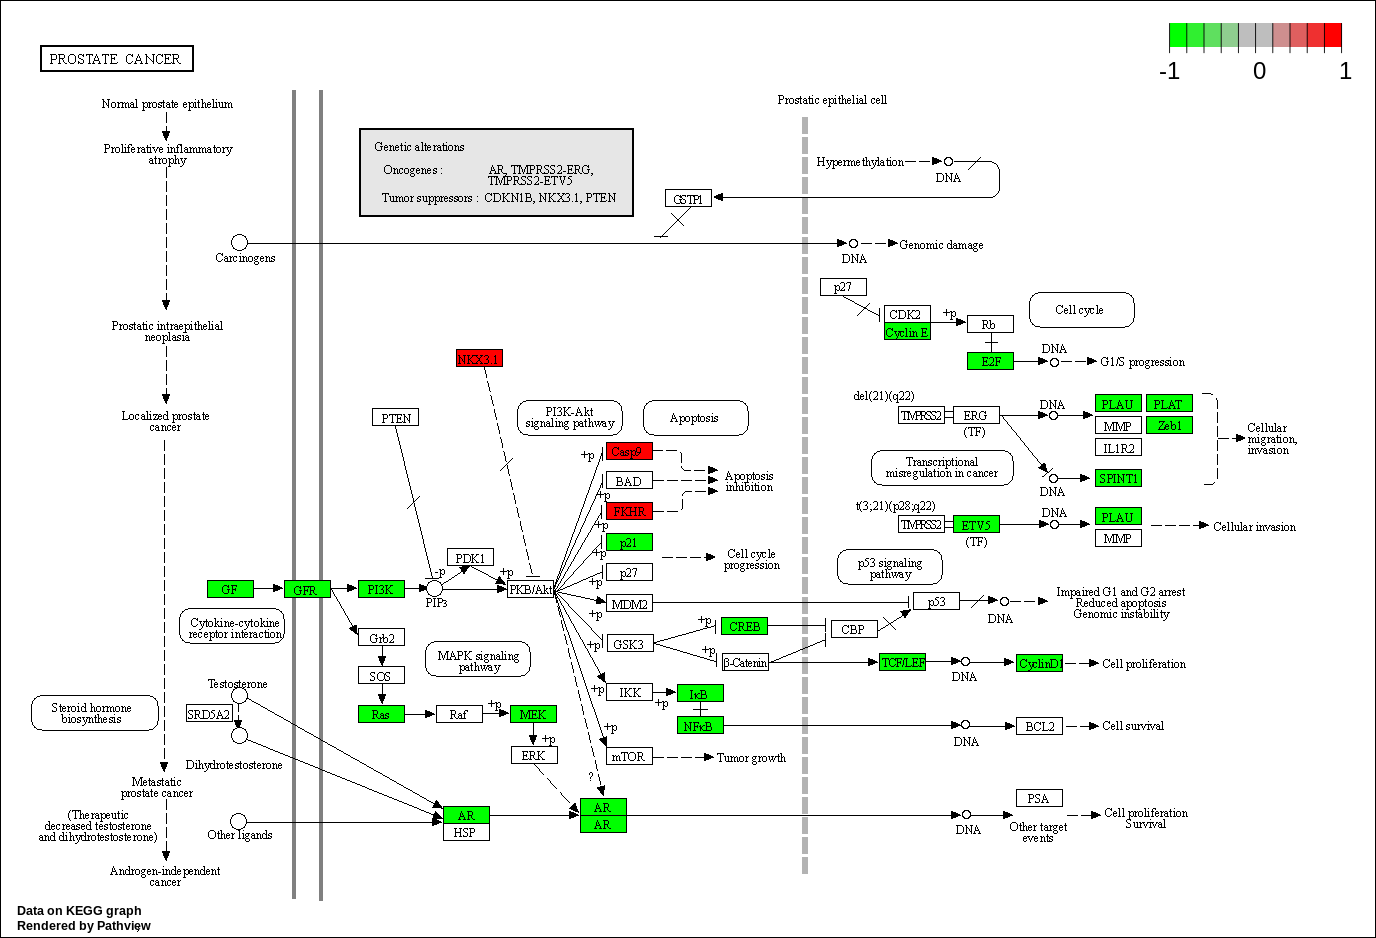 PROSTATE CANCER
-1 0 1
Normal prostate epithelium
Proliferative inflammatory
atrophy
Prostatic intraepithelial
neoplasia
Localized prostate
cancer
Metastatic
prostate cancer
(Therapeutic
decreased testosterone
and dihydrotestosterone)
Androgen-independent
cancer
Genetic alterations
Oncogenes : AR, TMPRSS2-ERG,
TMPRSS2-ETV5
Tumor suppressors : CDKN1B, NKX3.1, PTEN
Prostatic epithelial cell
Hypermethylation
DNA
GSTP1
Carcinogens
DNA
Genomic damage
p27
CDK2
Cyclin E
+p
Rb
E2F
Cell cycle
DNA
G1/S progression
NKX3.1
PTEN
PI3K-Akt
signaling pathway
Apoptosis
del(21)(q22)
TMPRSS2
ERG
(TF)
DNA
PLAU
PLAT
MMP
Zeb1
IL1R2
Cellular
migration,
invasion
Transcriptional
misregulation in cancer
DNA
SPINT1
t(3;21)(p28;q22)
TMPRSS2
ETV5
(TF)
DNA
PLAU
MMP
Cellular invasion
+p
Casp9
BAD
Apoptosis
inhibition
+p
FKHR
+p
p21
+p
Cell cycle
progression
p27
+p
MDM2
+p
GSK3
+p
IKK
+p
+p
mTOR
Tumor growth
?
GF
GFR
PI3K
-p
PIP3
PDK1
+p
PKB/Akt
p53 signaling
pathway
p53
DNA
Impaired G1 and G2 arrest
Reduced apoptosis
Genomic instability
Cytokine-cytokine
receptor interaction
Grb2
SOS
Ras
Raf
+p
MEK
+p
ERK
MAPK signaling
pathway
+p
CREB
CBP
+p
β-Catenin
TCF/LEF
DNA
CyclinD1
Cell proliferation
+p
IκB
NFκB
DNA
BCL2
Cell survival
Steroid hormone
biosynthesis
Testosterone
SRD5A2
Dihydrotestosterone
Other ligands
AR
HSP
AR
AR
DNA
PSA
Other target
events
Cell proliferation
Survival
Data on KEGG graph
Rendered by Pathview